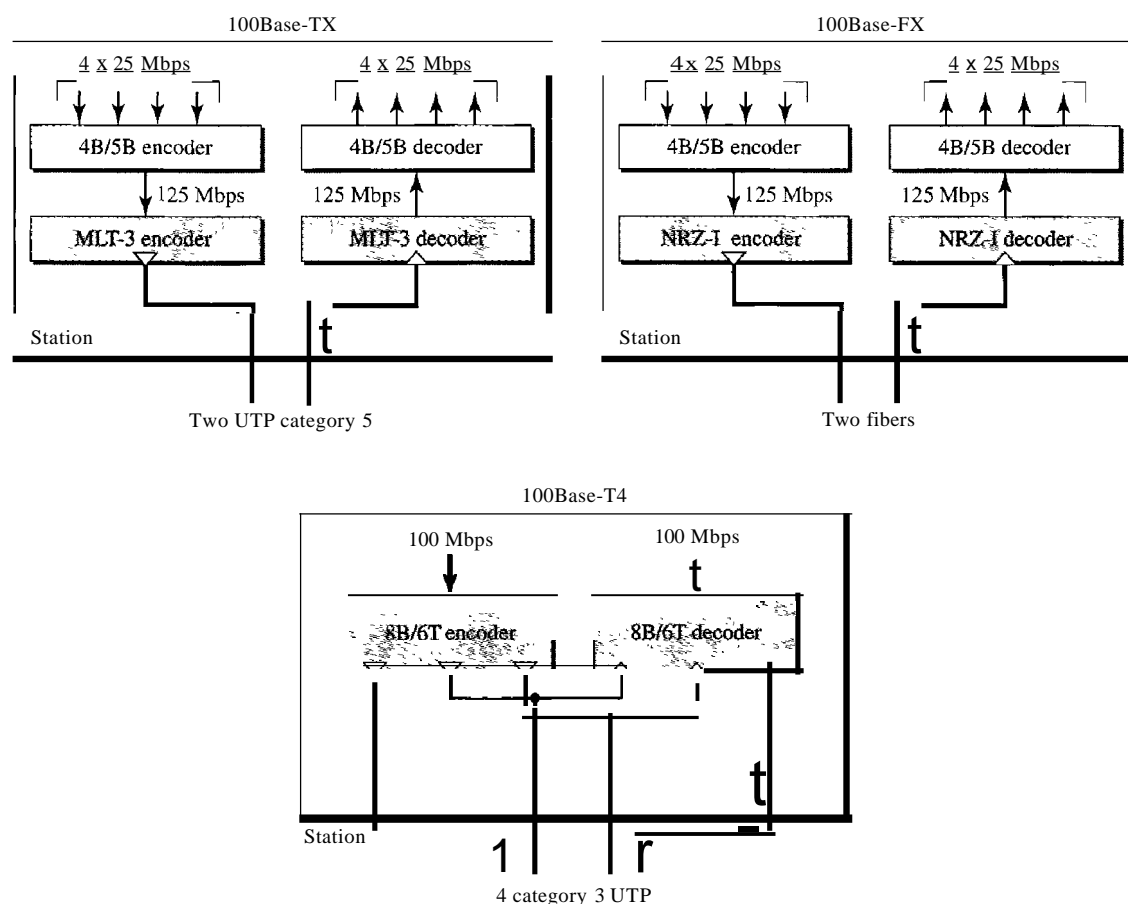 100Base-TX
4 x 25 Mbps
4 x 25 Mbps
4B/5B encoder
4B/5B decoder
125 Mbps
125 Mbps
MLT-3 encoder
MLT-3 decoder
t
Station
Two UTP category 5
100Base-FX
4x 25 Mbps
4 x 25 Mbps
4B/5B encoder
4B/5B decoder
125 Mbps
125 Mbps
NRZ-I encoder
NRZ-I decoder
t
Station
Two fibers
100Base-T4
100 Mbps
100 Mbps
t
8B/6T encoder
8B/6T decoder
t
Station
1
r
4 category 3 UTP